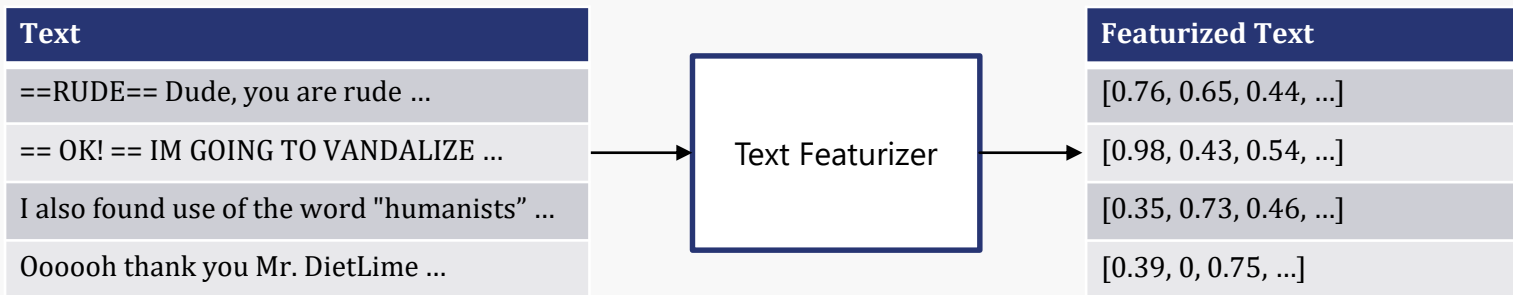 Text
==RUDE== Dude, you are rude …
== OK! == IM GOING TO VANDALIZE …
I also found use of the word "humanists” …
Toooooh thank you Mr. DietLime …
Text Featurizer
Featurized Text
[0.76, 0.65, 0.44, …]
[0.98, 0.43, 0.54, …]
[0.35, 0.73, 0.46, …]
[0.39, 0, 0.75, …]